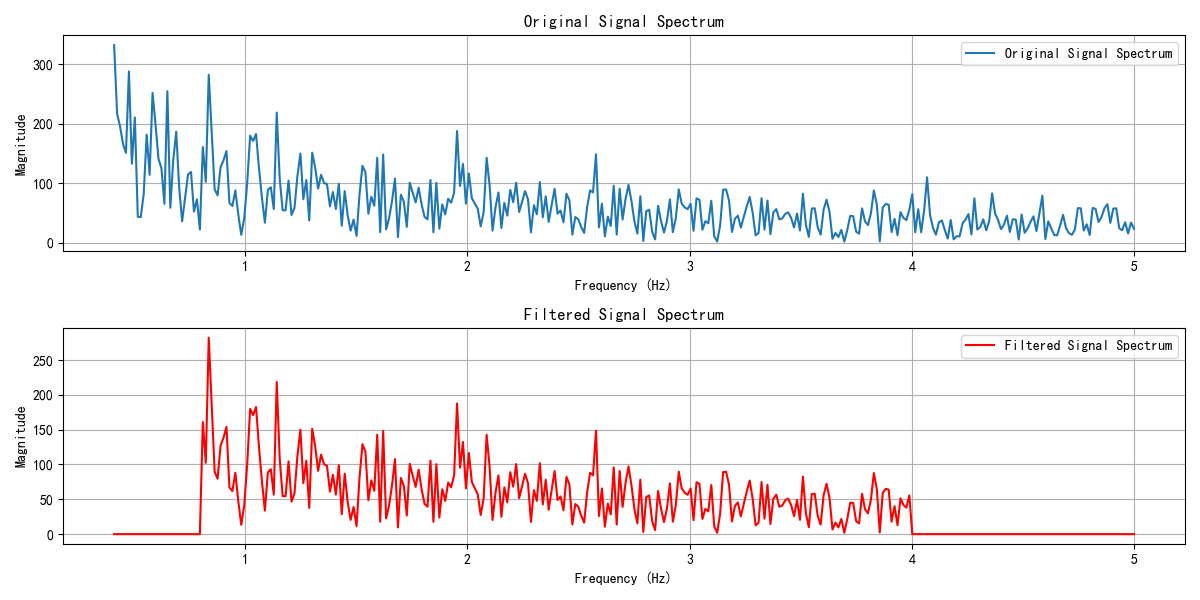 Original Signal Spectrum
Original Signal Spectrum
Magnitude
300
200
100
0
1
2
3
4
5
Frequency (Hz)
Filtered Signal Spectrum
Filtered Signal Spectrum
Magnitude
250
200
150
100
50
0
1
2
3
4
5
Frequency (Hz)